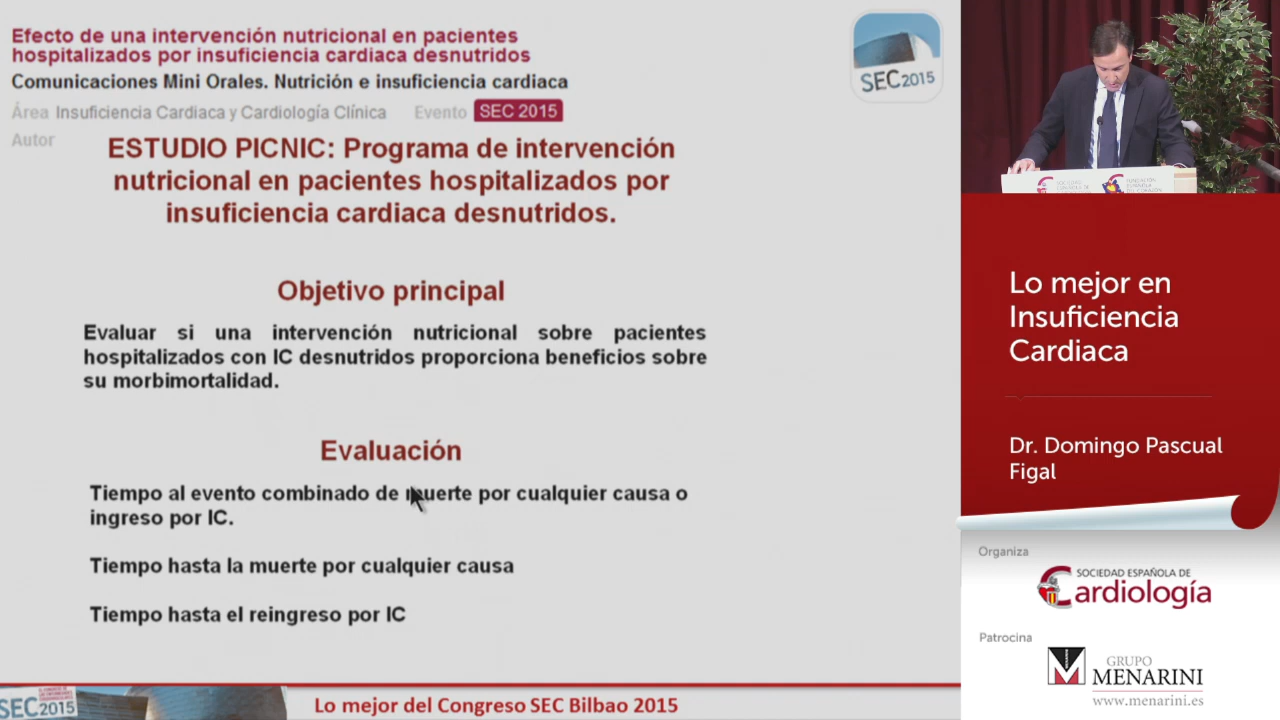 Efecto de una intervención nutricional en pacientes
hospitalizados por insuficiencia cardiaca desnutridos
Comunicaciones Mini Orales. Nutrición e insuficiencia cardiaca
Área Insuficiencia Cardiaca y Cardiología Clínica Evento SEC 2015
Autor
SEC 2015
ESTUDIO PICNIC: Programa de intervención
nutricional en pacientes hospitalizados por
insuficiencia cardiaca desnutridos.
Objetivo principal
Evaluar si una intervención nutricional sobre pacientes
hospitalizados con IC desnutridos proporciona beneficios sobre
su morbimortalidad.
Evaluación
Tiempo al evento combinado de muerte por cualquier causa o
ingreso por IC.
Tiempo hasta la muerte por cualquier causa
Tiempo hasta el reingreso por IC
SEC 2015
Lo mejor del Congreso SEC Bilbao 2015
Lo mejor en
Insuficiencia
Cardiaca
Dr. Domingo Pascual
Figal
Organiza
SOCIEDAD ESPAÑOLA DE
Cardiología
Patrocina
GRUPO
MENARINI
www.menarini.es